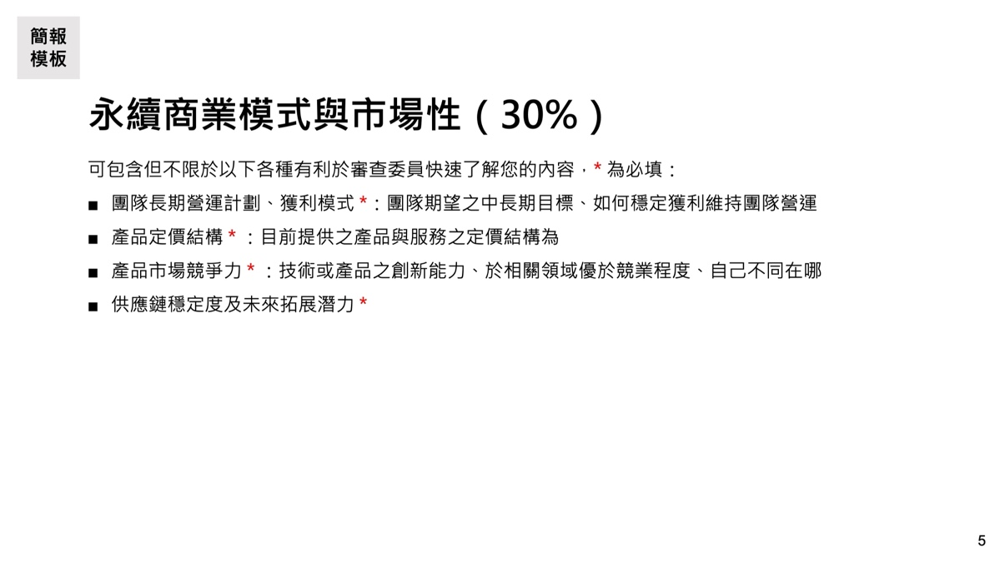 簡報
模板
永續商業模式與市場性（30%）
可包含但不限於以下各種有利於審查委員快速了解您的內容，* 為必填：
■ 團隊長期營運計劃、獲利模式 *：團隊期望之中長期目標、如何穩定獲利維持團隊營運
■ 產品定價結構 * ：目前提供之產品與服務之定價結構為
■ 產品市場競爭力 * ：技術或產品之創新能力、於相關領域優於競業程度、自己不同在哪
■ 供應鏈穩定度及未來拓展潛力 *
5